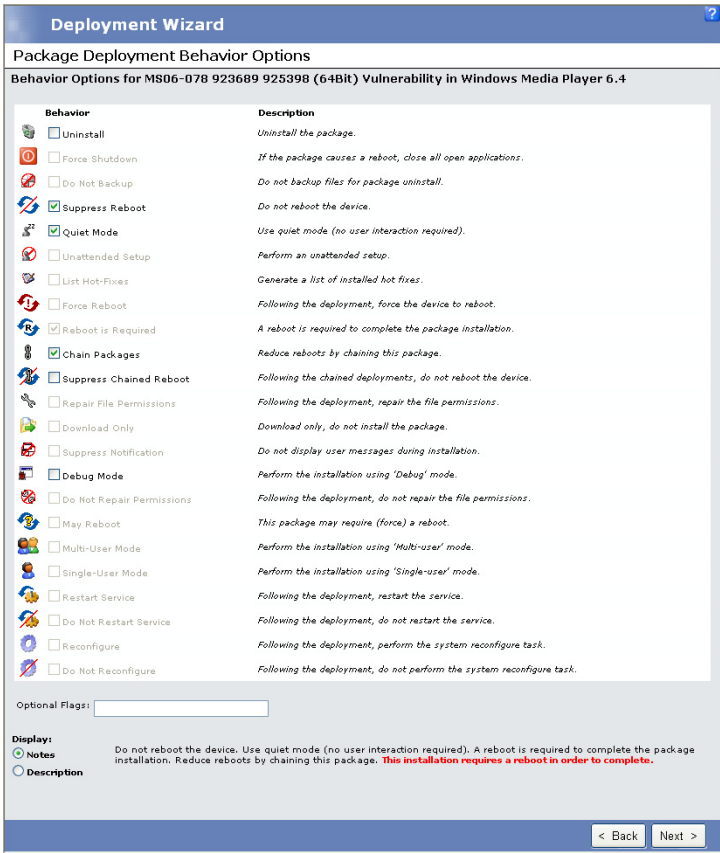 Deployment Wizard
?
Package Deployment Behavior Options
Behavior Options for MS06-078 923689 925398 (64Bit) Vulnerability in Windows Media Player 6.4
Behavior Description
Uninstall Uninstall the package.
Force Shutdown If the package causes a reboot, close all open applications.
Do Not Backup Do not backup files for package uninstall.
Suppress Reboot Do not reboot the device.
Quiet Mode Use quiet mode (no user interaction required).
Unattended Setup Perform an unattended setup.
List Hot-Fixes Generate a list of installed hot fixes.
Force Reboot Following the deployment, force the device to reboot.
Reboot is Required A reboot is required to complete the package installation.
Chain Packages Reduce reboots by chaining this package.
Suppress Chained Reboot Following the chained deployments, do not reboot the device.
Repair File Permissions Following the deployment, repair the file permissions.
Download Only Download only, do not install the package.
Suppress Notification Do not display user messages during installation.
Debug Mode Perform the installation using 'Debug' mode.
Do Not Repair Permissions Following the deployment, do not repair the file permissions.
May Reboot This package may require (force) a reboot.
Multi-User Mode Perform the installation using 'Multi-user' mode.
Single-User Mode Perform the installation using 'Single-user' mode.
Restart Service Following the deployment, restart the service.
Do Not Restart Service Following the deployment, do not restart the service.
Reconfigure Following the deployment, perform the system reconfigure task.
Do Not Reconfigure Following the deployment, do not perform the system reconfigure task.
Optional Flags:
Display:
Notes
Description
Do not reboot the device. Use quiet mode (no user interaction required). A reboot is required to complete the package
installation. Reduce reboots by chaining this package. This installation requires a reboot in order to complete.
< Back Next >